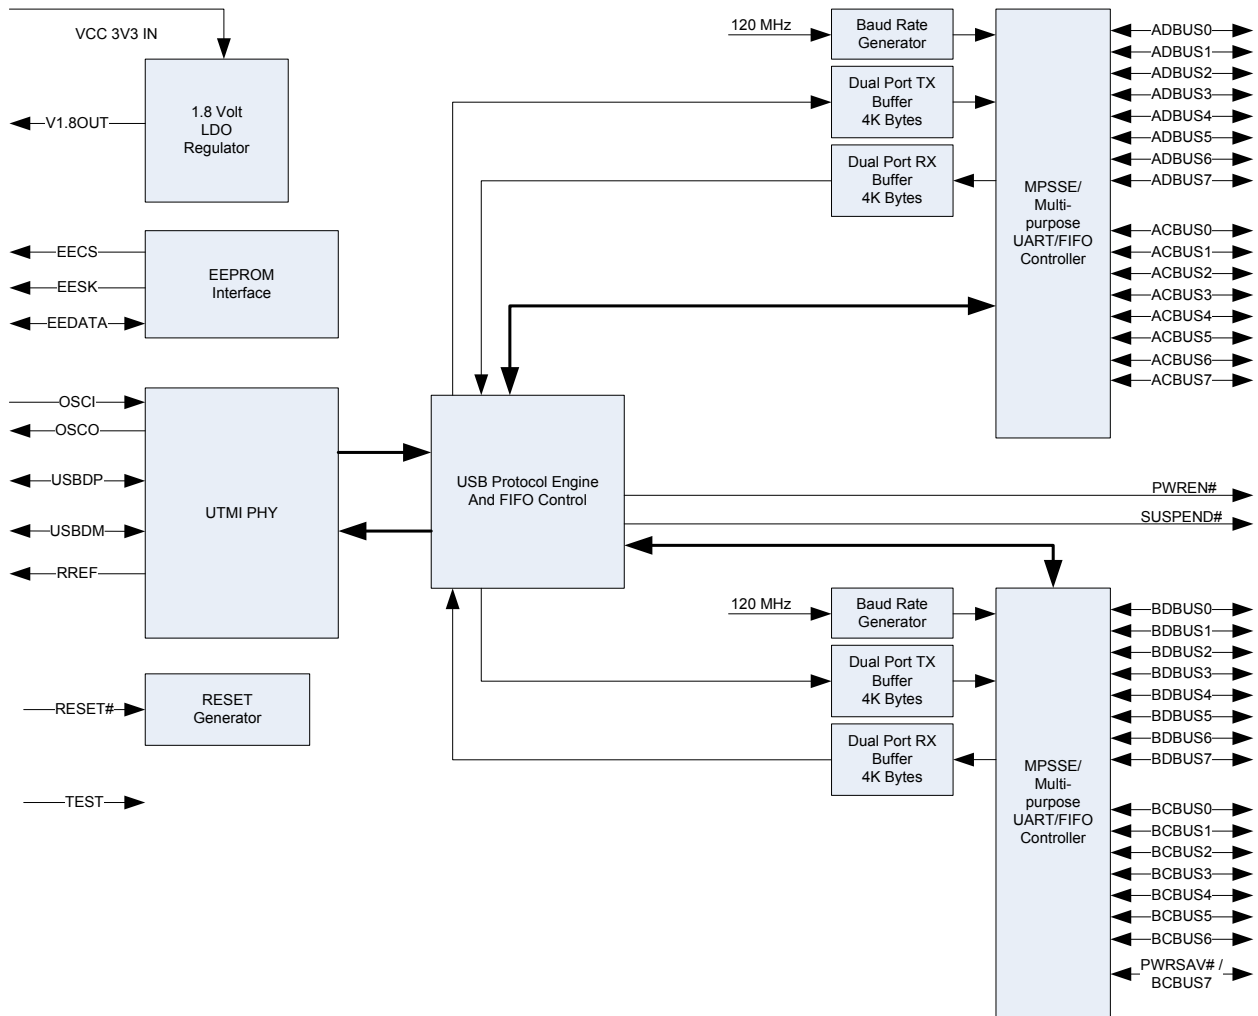 VCC 3V3 IN
1.8 Volt
LDO
Regulator
V1.8OUT
EECS
EESK
EEDATA
EEPROM
Interface
OSCI
OSCO
USBDP
USBDM
RREF
UTMI PHY
RESET#
RESET
Generator
TEST
USB Protocol Engine
And FIFO Control
120 MHz
Baud Rate
Generator
Dual Port TX
Buffer
4K Bytes
Dual Port RX
Buffer
4K Bytes
MPSSE/
Multi-
purpose
UART/FIFO
Controller
ADBUS0
ADBUS1
ADBUS2
ADBUS3
ADBUS4
ADBUS5
ADBUS6
ADBUS7
ACBUS0
ACBUS1
ACBUS2
ACBUS3
ACBUS4
ACBUS5
ACBUS6
ACBUS7
PWREN#
SUSPEND#
120 MHz
Baud Rate
Generator
Dual Port TX
Buffer
4K Bytes
Dual Port RX
Buffer
4K Bytes
MPSSE/
Multi-
purpose
UART/FIFO
Controller
BDBUS0
BDBUS1
BDBUS2
BDBUS3
BDBUS4
BDBUS5
BDBUS6
BDBUS7
BCBUS0
BCBUS1
BCBUS2
BCBUS3
BCBUS4
BCBUS5
BCBUS6
PWRSAV# /
BCBUS7